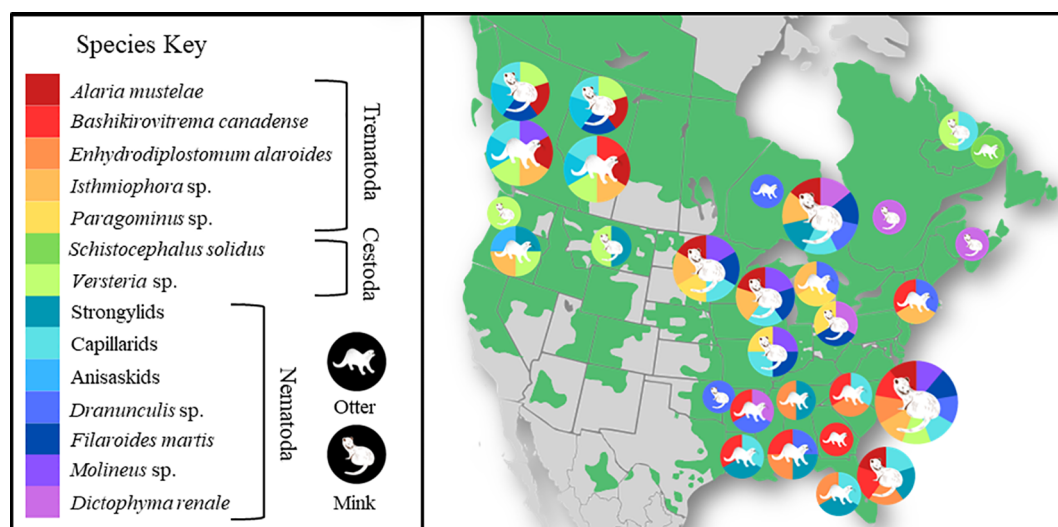 Species Key
Alaria mustelae
Bashikirovitrema canadense
Enhydrodiplostomum alaroides
Isthmiophora sp.
Paragominus sp.
Schistocephalus solidus
Versteria sp.
Strongylids
Capillarids
Anisaskids
Dranunculis sp.
Filaroides martis
Molineus sp.
Dictophyma renale
Trematoda
Cestoda
Nematoda
Otter
Mink